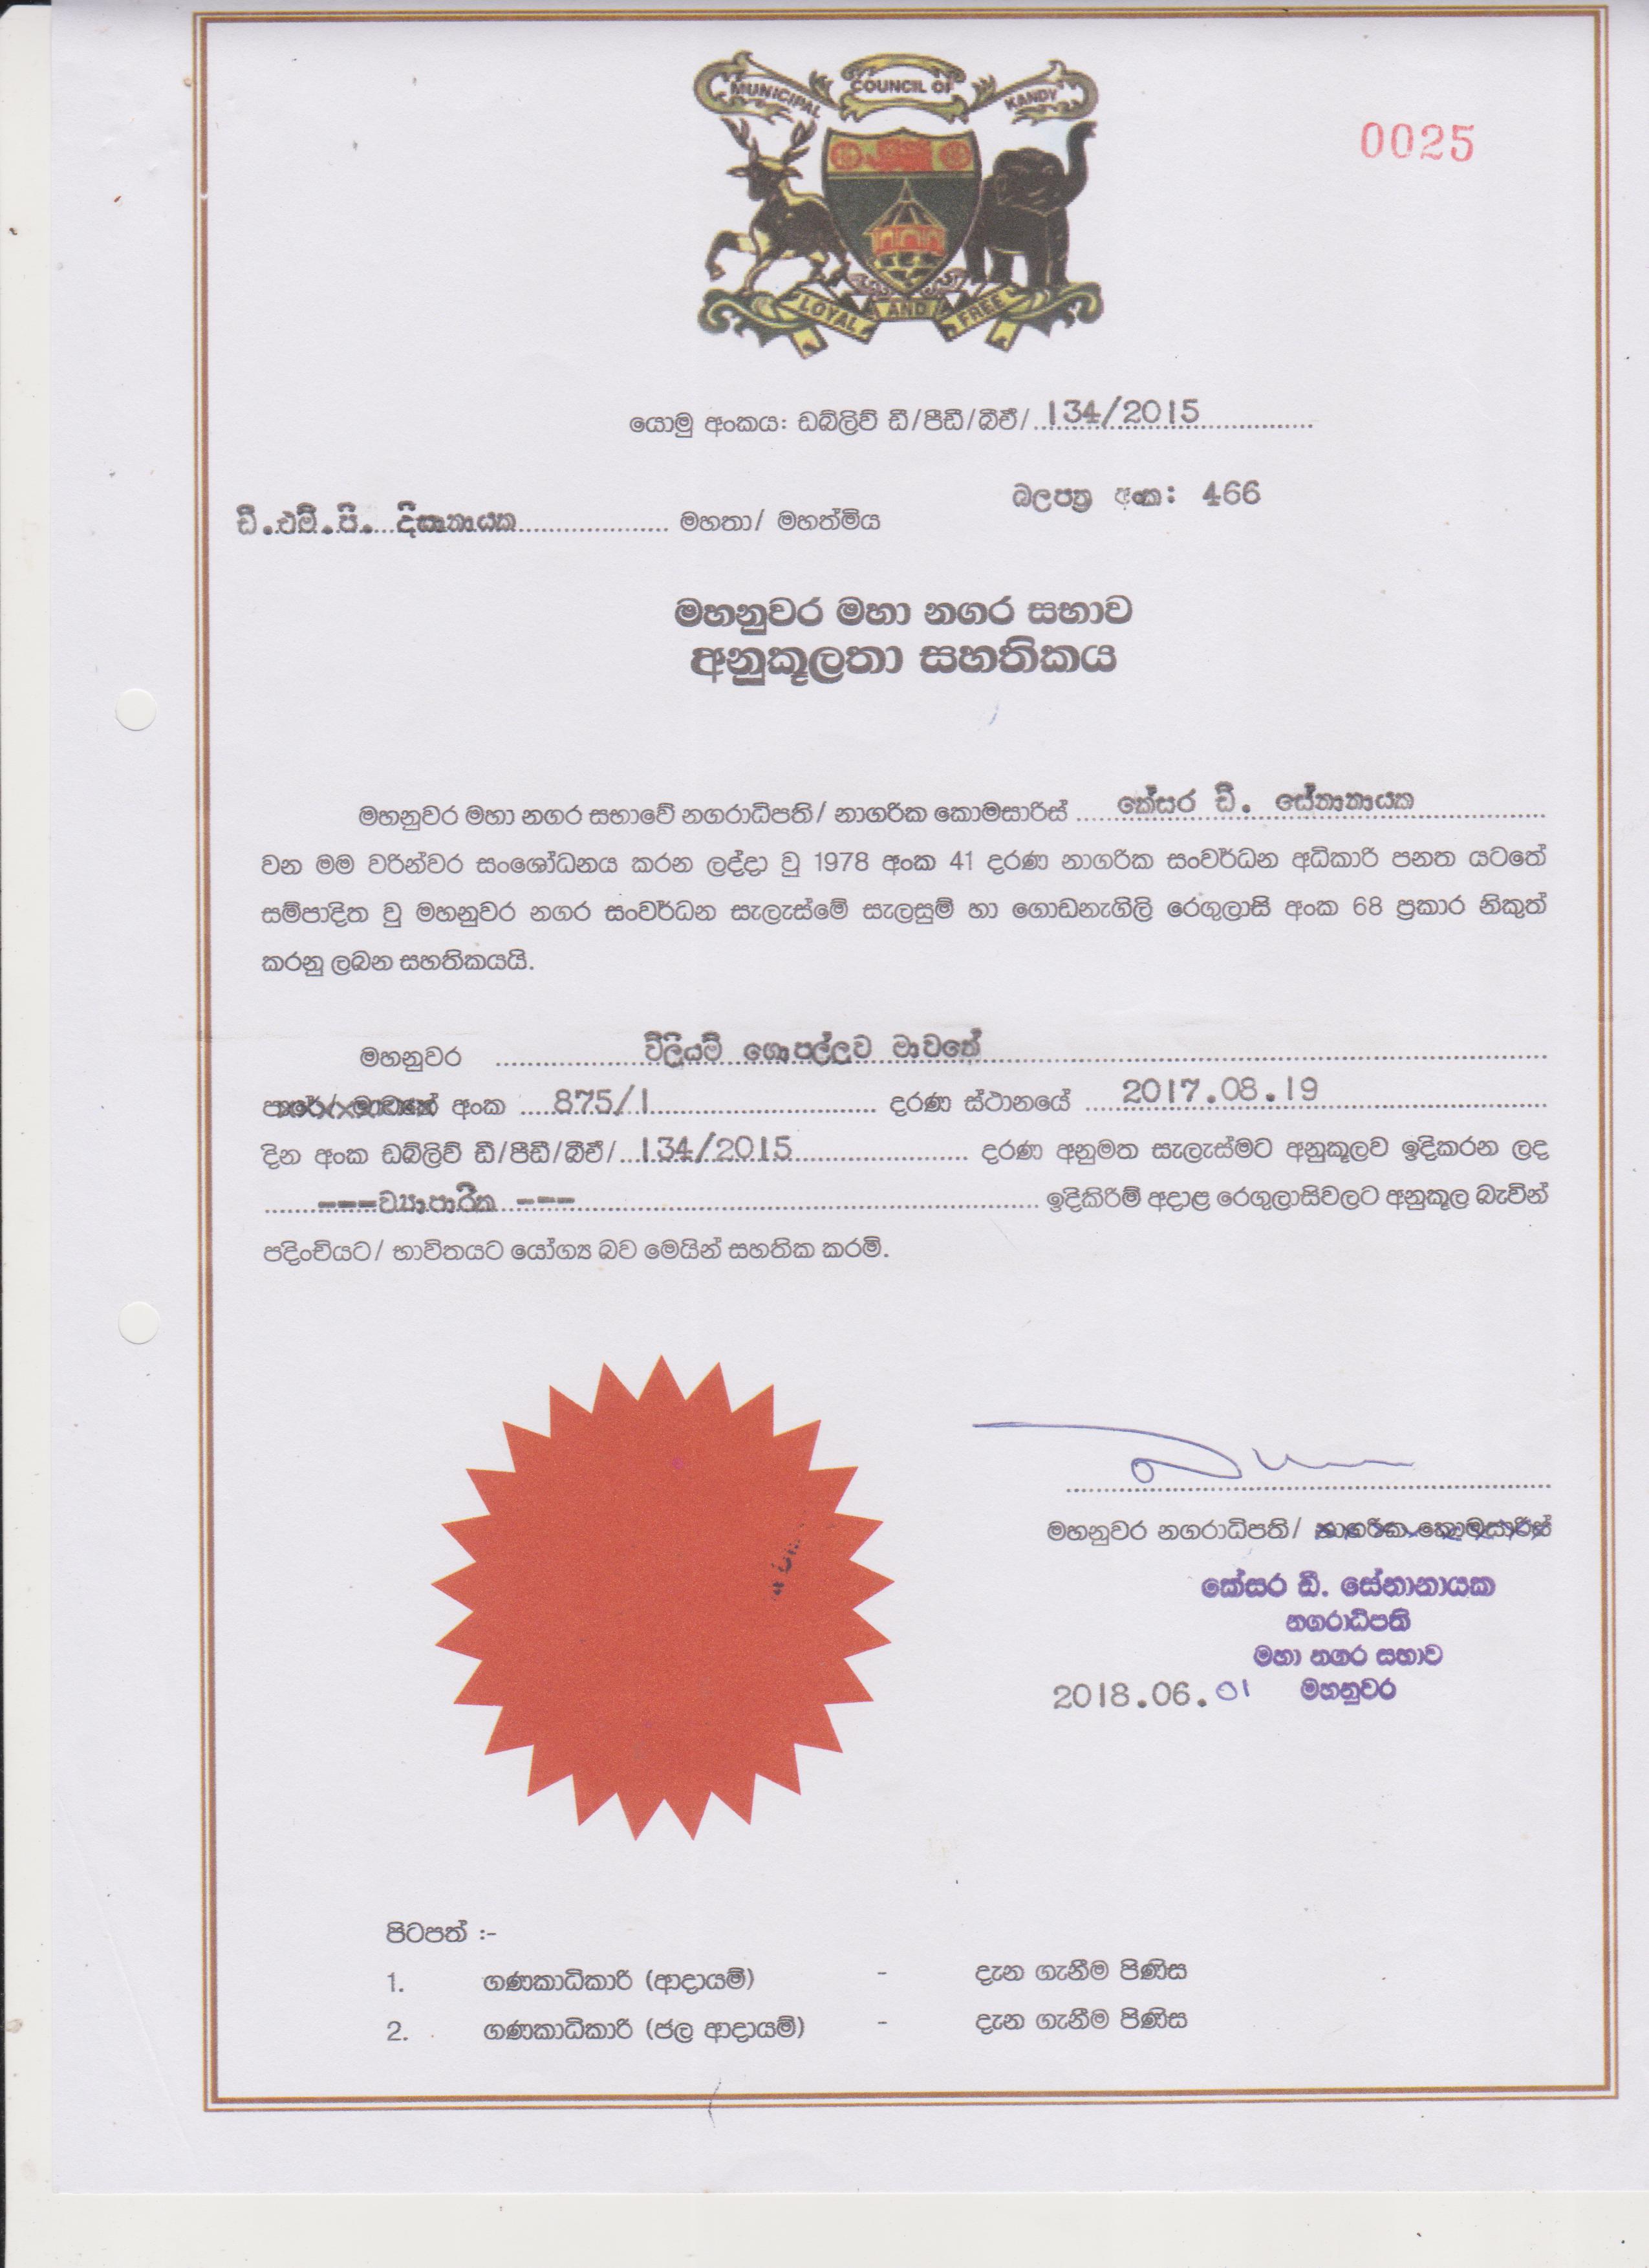 MUNICIPAL COUNCIL OF KANDY
0025
LOYAL AND FREE
යොමු අංකය: ඩබ්ලිව් ඩී/පීඩී/බීඒ/ 134/2015
බලපත්‍ර අංක: 466
ඩී.එම්.පී. දිසානායක මහතා/ මහත්මිය
මහනුවර මහා නගර සභාව
අනුකූලතා සහතිකය
මහනුවර මහා නගර සභාවේ නගරාධිපති/ නාගරික කොමසාරිස් කේසර ඩී. සේනානායක
වන මම වරින්වර සංශෝධනය කරන ලද්දා වු 1978 අංක 41 දරණ නාගරික සංවර්ධන අධිකාරි පනත යටතේ
සම්පාදිත වු මහනුවර නගර සංවර්ධන සැලැස්මේ සැලසුම් හා ගොඩනැගිලි රෙගුලාසි අංක 68 ප්‍රකාර නිකුත්
කරනු ලබන සහතිකයයි.
මහනුවර විලියම් ගොපල්ලව මාවතේ
පාරේ/ මාවතේ අංක 875/1 දරණ ස්ථානයේ 2017.08.19
දින අංක ඩබ්ලිව් ඩී/පීඩී/බීඒ/ 134/2015 දරණ අනුමත සැලැස්මට අනුකූලව ඉදිකරන ලද
---ව්‍යාපාරික --- ඉදිකිරිම් අදාළ රෙගුලාසිවලට අනුකූල බැවින්
පදිංචියට/ භාවිතයට යෝග්‍ය බව මෙයින් සහතික කරමි.
මහනුවර නගරාධිපති/ නාගරික කොමසාරිස්
කේසර ඩී. සේනානායක
නගරාධිපති
මහා නගර සභාව
2018.06.01 මහනුවර
පිටපත් :-
1. ගණකාධිකාරි (ආදායම්) - දැන ගැනීම පිණිස
2. ගණකාධිකාරි (ජල ආදායම්) - දැන ගැනීම පිණිස